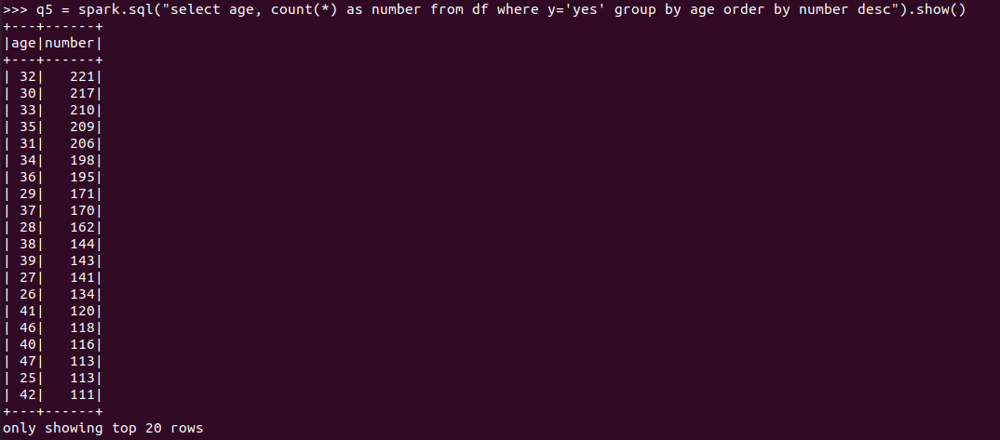 >>> q5 = spark.sql("select age, count(*) as number from df where y='yes' group by age order by number desc").show()
+---+------+
|age|number|
+---+------+
| 32|   221|
| 30|   217|
| 33|   210|
| 35|   209|
| 31|   206|
| 34|   198|
| 36|   195|
| 29|   171|
| 37|   170|
| 28|   162|
| 38|   144|
| 39|   143|
| 27|   141|
| 26|   134|
| 41|   120|
| 46|   118|
| 40|   116|
| 47|   113|
| 25|   113|
| 42|   111|
+---+------+
only showing top 20 rows